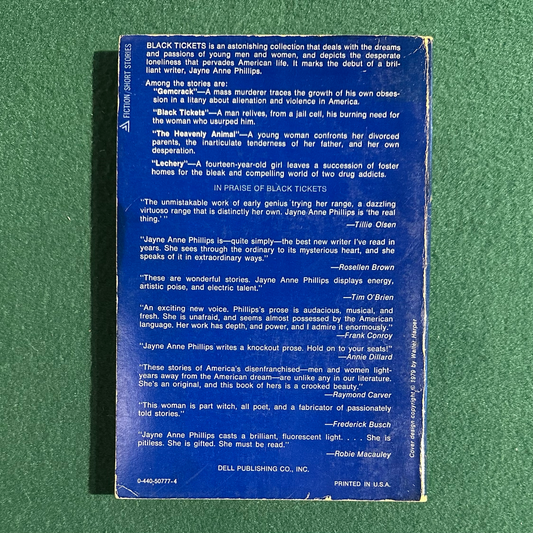 FICTION/SHORT STORIES
BLACK TICKETS is an astonishing collection that deals with the dreams
and passions of young men and women, and depicts the desperate
loneliness that pervades American life. It marks the debut of a bril-
liant writer, Jayne Anne Phillips.
Among the stories are:
"Gemcrack"—A mass murderer traces the growth of his own obses-
sion in a litany about alienation and violence in America.
"Black Tickets"—A man relives, from a jail cell, his burning need for
the woman who usurped him.
"The Heavenly Animal"—A young woman confronts her divorced
parents, the inarticulate tenderness of her father, and her own
desperation.
"Lechery"—A fourteen-year-old girl leaves a succession of foster
homes for the bleak and compelling world of two drug addicts.
IN PRAISE OF BLACK TICKETS
"The unmistakable work of early genius trying her range, a dazzling
virtuoso range that is distinctly her own. Jayne Anne Phillips is 'the real
thing.' "
—Tillie Olsen
"Jayne Anne Phillips is—quite simply—the best new writer I've read in
years. She sees through the ordinary to its mysterious heart, and she
speaks of it in extraordinary ways."
—Rosellen Brown
"These are wonderful stories. Jayne Anne Phillips displays energy,
artistic poise, and electric talent."
—Tim O'Brien
"An exciting new voice. Phillips's prose is audacious, musical, and
fresh. She is unafraid, and seems almost possessed by the American
language. Her work has depth, and power, and I admire it enormously."
—Frank Conroy
"Jayne Anne Phillips writes a knockout prose. Hold on to your seats!"
—Annie Dillard
"These stories of America's disenfranchised—men and women light-
years away from the American dream—are unlike any in our literature.
She's an original, and this book of hers is a crooked beauty."
—Raymond Carver
"This woman is part witch, all poet, and a fabricator of passionately
told stories."
—Frederick Busch
"Jayne Anne Phillips casts a brilliant, fluorescent light. . . . She is
pitiless. She is gifted. She must be read."
—Robie Macauley
DELL PUBLISHING CO., INC.
0-440-50777-4
PRINTED IN U.S.A.
Cover design copyright © 1979 by Walter Harper